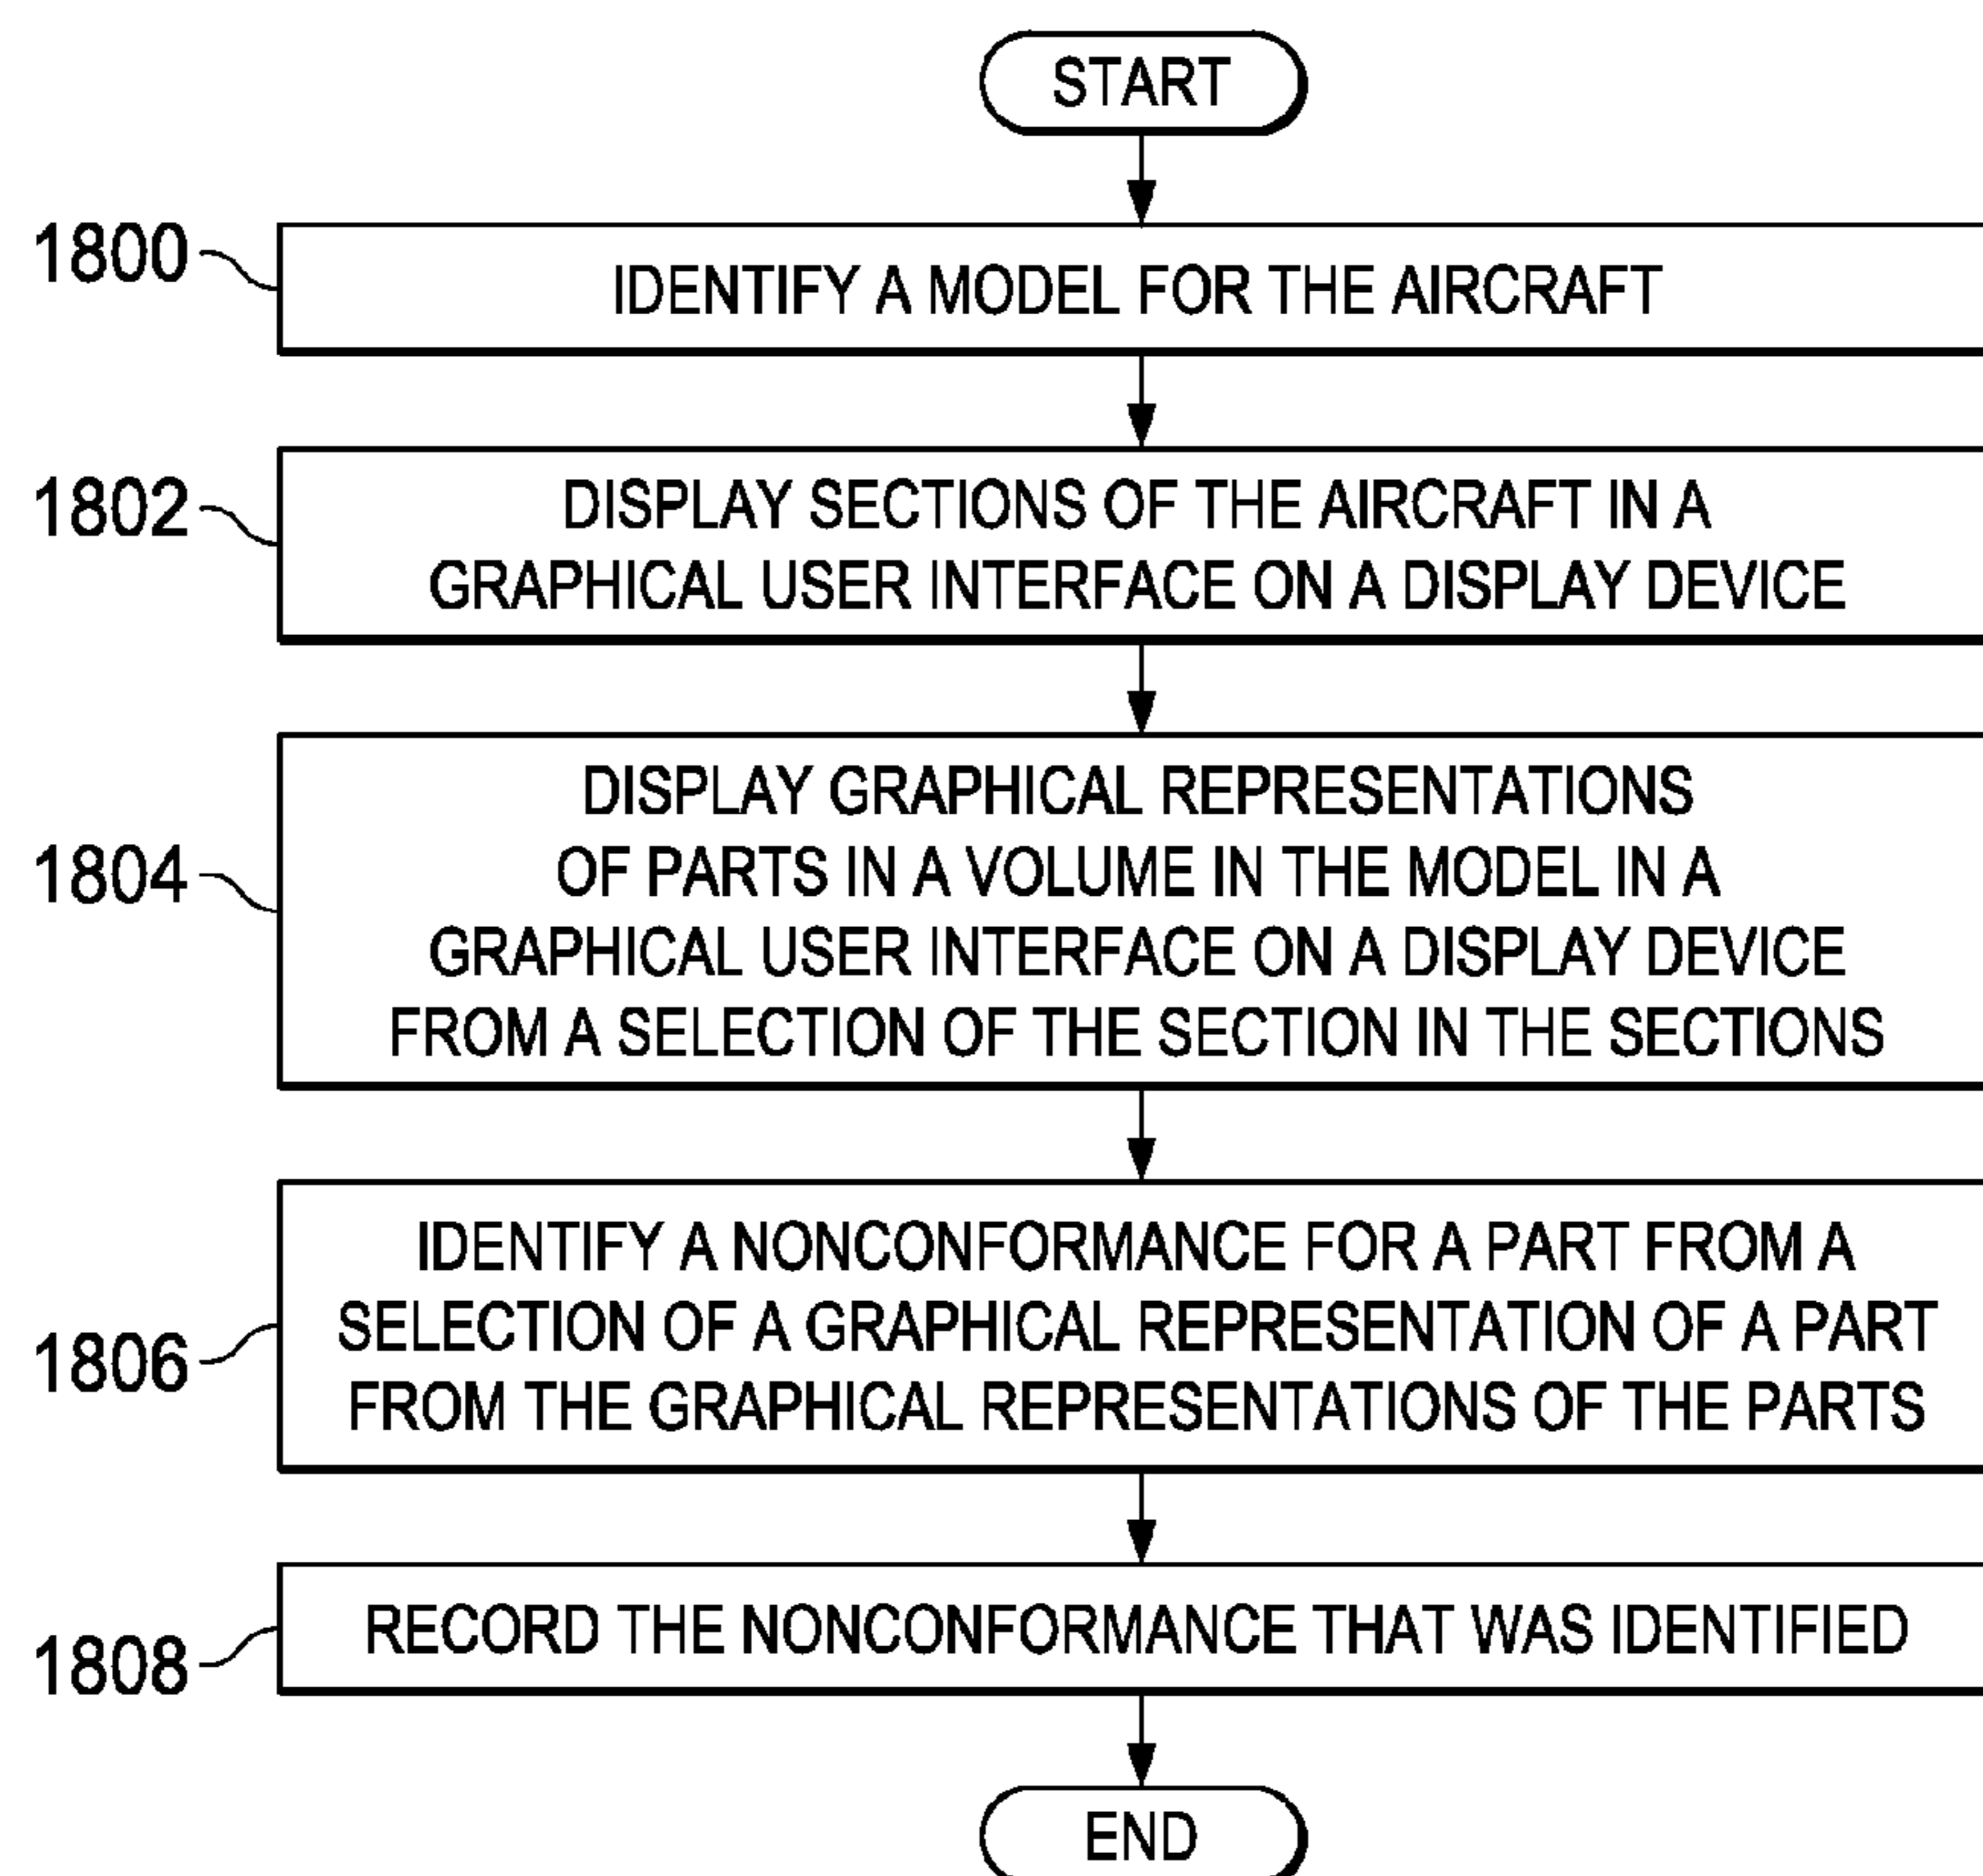 START
1800
IDENTIFY A MODEL FOR THE AIRCRAFT
1802
DISPLAY SECTIONS OF THE AIRCRAFT IN A
GRAPHICAL USER INTERFACE ON A DISPLAY DEVICE
1804
DISPLAY GRAPHICAL REPRESENTATIONS
OF PARTS IN A VOLUME IN THE MODEL IN A
GRAPHICAL USER INTERFACE ON A DISPLAY DEVICE
FROM A SELECTION OF THE SECTION IN THE SECTIONS
1806
IDENTIFY A NONCONFORMANCE FOR A PART FROM A
SELECTION OF A GRAPHICAL REPRESENTATION OF A PART
FROM THE GRAPHICAL REPRESENTATIONS OF THE PARTS
1808
RECORD THE NONCONFORMANCE THAT WAS IDENTIFIED
END